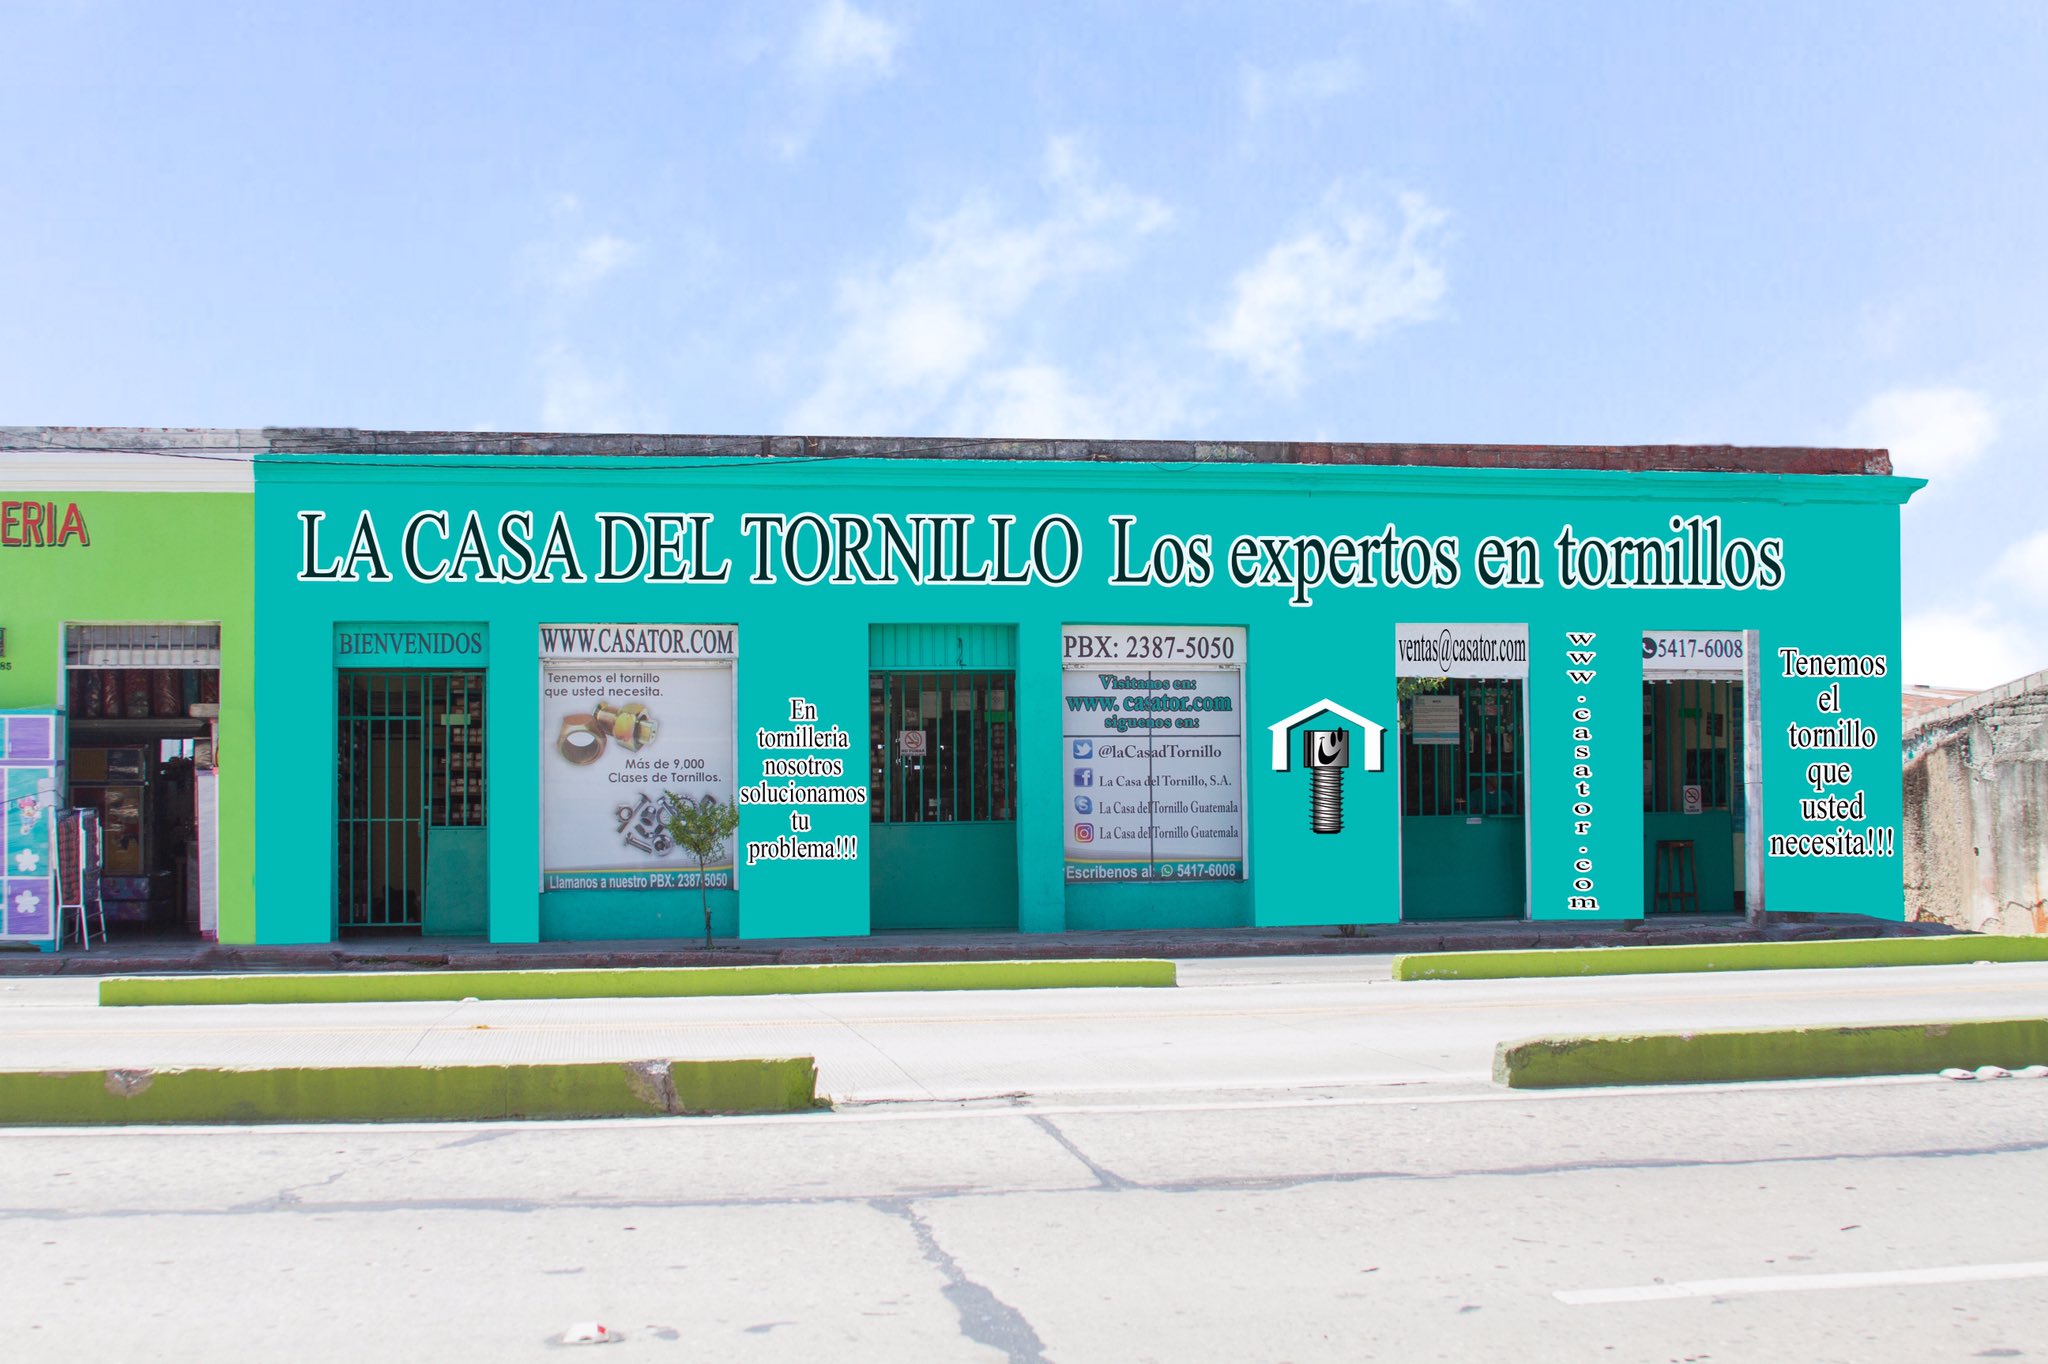 LA CASA DEL TORNILLO Los expertos en tornillos
ERIA
85
BIENVENIDOS
WWW.CASATOR.COM
Tenemos el tornillo
que usted necesita.
Más de 9,000
Clases de Tornillos.
Llamanos a nuestro PBX: 2387-5050
En
tornilleria
nosotros
solucionamos
tu
problema!!!
PBX: 2387-5050
Visitanos en:
www. casator.com
siguenos en:
@laCasadTornillo
La Casa del Tornillo, S.A.
La Casa del Tornillo Guatemala
La Casa del Tornillo Guatemala
Escribenos al: 5417-6008
ventas@casator.com
www.casator.com
5417-6008
Tenemos
el
tornillo
que
usted
necesita!!!